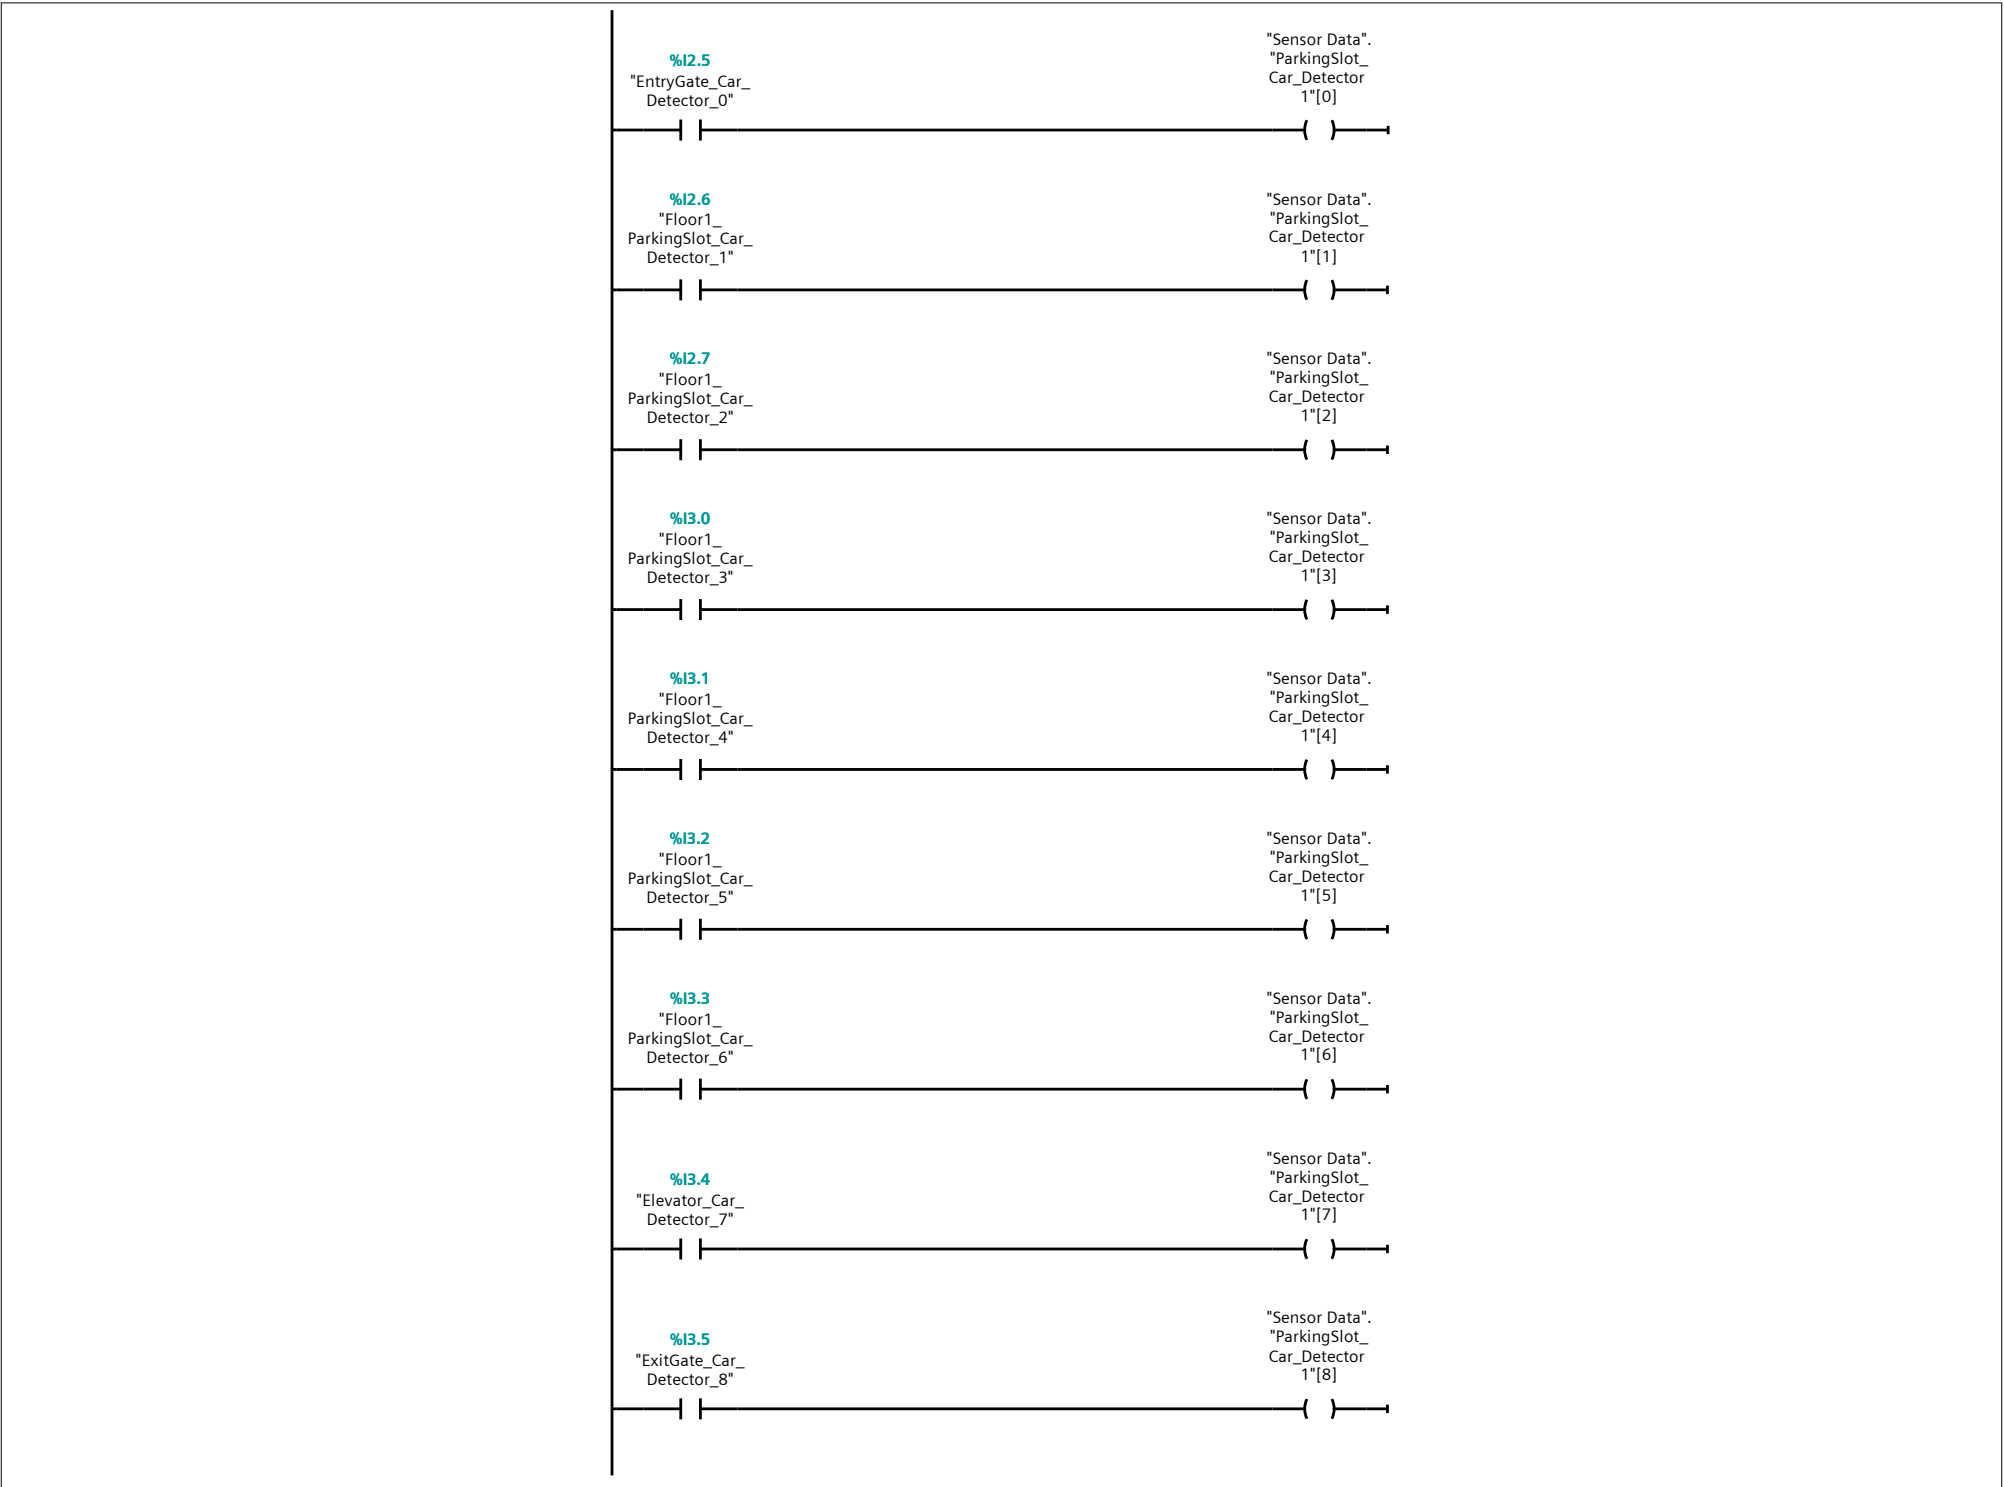 %I2.5
"EntryGate_Car_
Detector_0"
"Sensor Data".
"ParkingSlot_
Car_Detector
1"[0]
%I2.6
"Floor1_
ParkingSlot_Car_
Detector_1"
"Sensor Data".
"ParkingSlot_
Car_Detector
1"[1]
%I2.7
"Floor1_
ParkingSlot_Car_
Detector_2"
"Sensor Data".
"ParkingSlot_
Car_Detector
1"[2]
%I3.0
"Floor1_
ParkingSlot_Car_
Detector_3"
"Sensor Data".
"ParkingSlot_
Car_Detector
1"[3]
%I3.1
"Floor1_
ParkingSlot_Car_
Detector_4"
"Sensor Data".
"ParkingSlot_
Car_Detector
1"[4]
%I3.2
"Floor1_
ParkingSlot_Car_
Detector_5"
"Sensor Data".
"ParkingSlot_
Car_Detector
1"[5]
%I3.3
"Floor1_
ParkingSlot_Car_
Detector_6"
"Sensor Data".
"ParkingSlot_
Car_Detector
1"[6]
%I3.4
"Elevator_Car_
Detector_7"
"Sensor Data".
"ParkingSlot_
Car_Detector
1"[7]
%I3.5
"ExitGate_Car_
Detector_8"
"Sensor Data".
"ParkingSlot_
Car_Detector
1"[8]